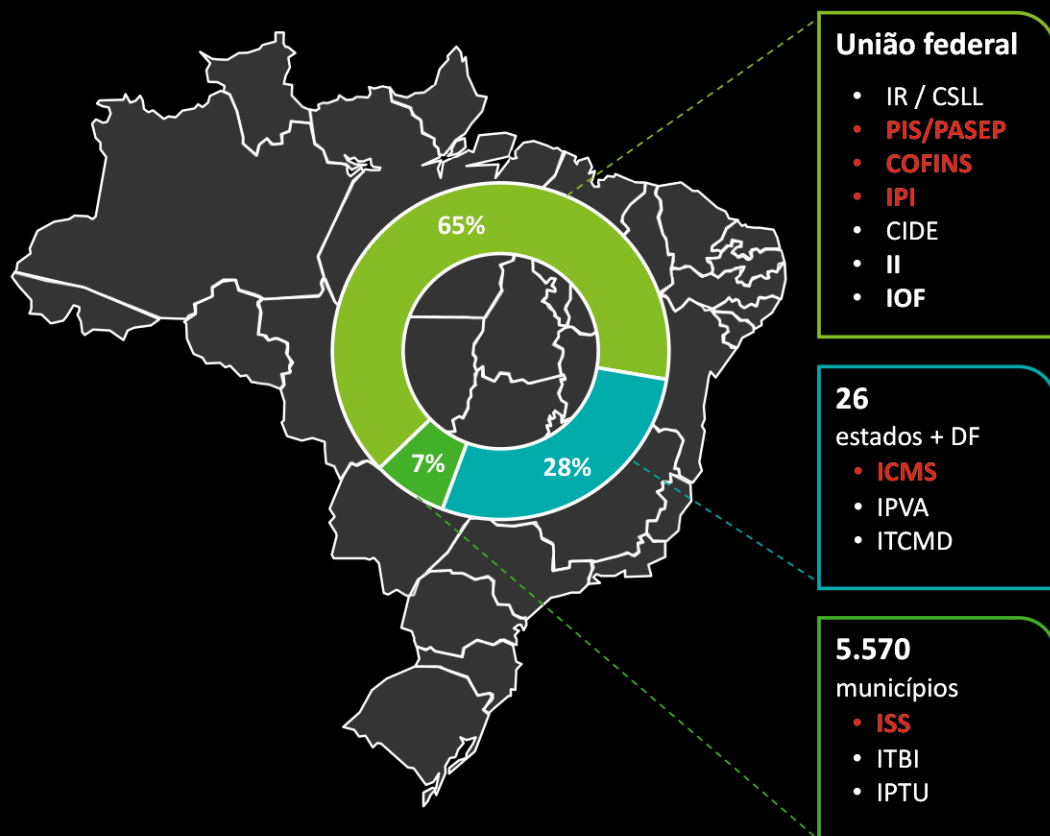 União federal
• IR / CSLL
• PIS/PASEP
• COFINS
• IPI
• CIDE
• II
• IOF
65%
26
estados + DF
• ICMS
• IPVA
• ITCMD
7%
28%
5.570
municípios
• ISS
• ITBI
• IPTU